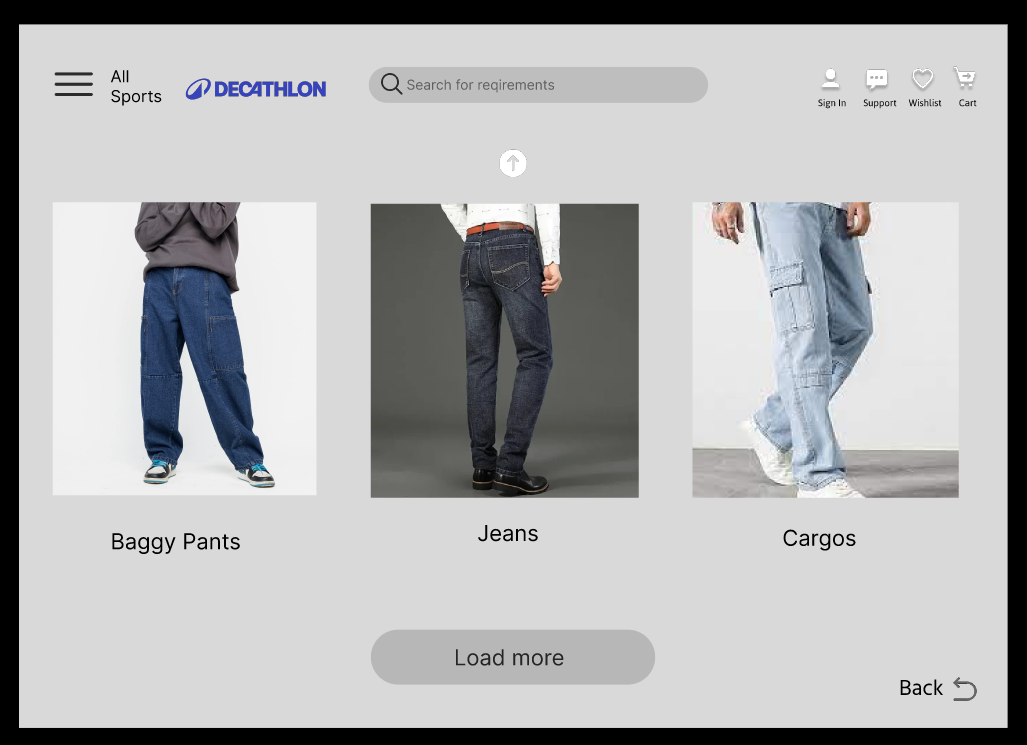 All
Sports
DECATHLON
Search for reqirements
Sign In
Support
Wishlist
Cart
Baggy Pants
Jeans
Cargos
Load more
Back